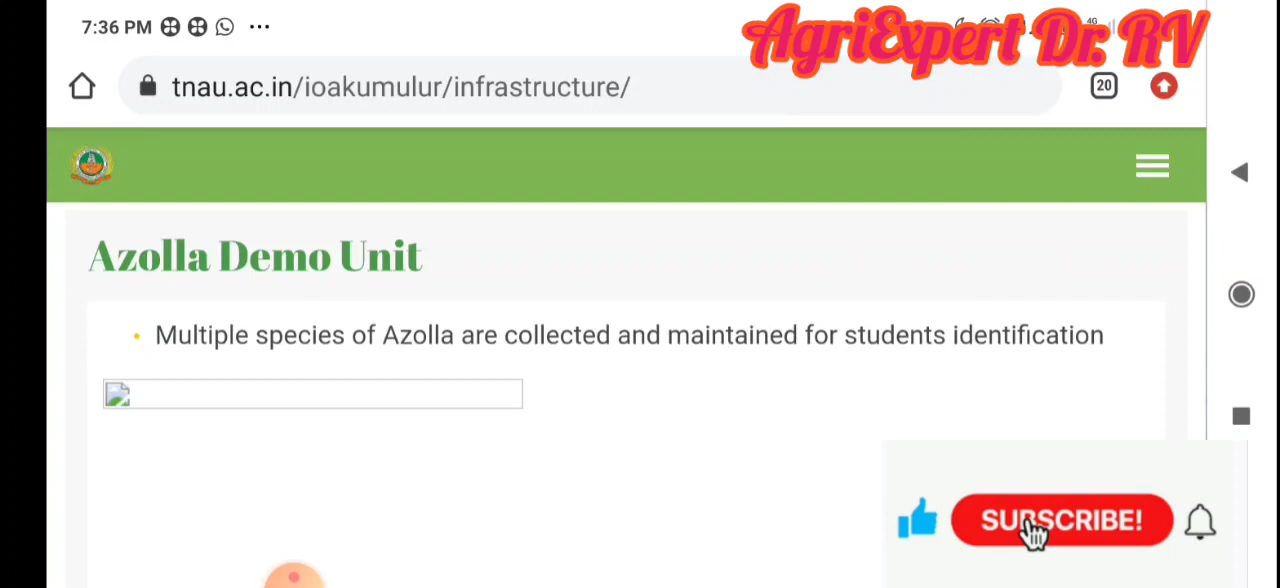 7:36 PM
AgriExpert Dr. RV
4G
tnau.ac.in/ioakumulur/infrastructure/
20
Azolla Demo Unit
Multiple species of Azolla are collected and maintained for students identification
SUBSCRIBE!